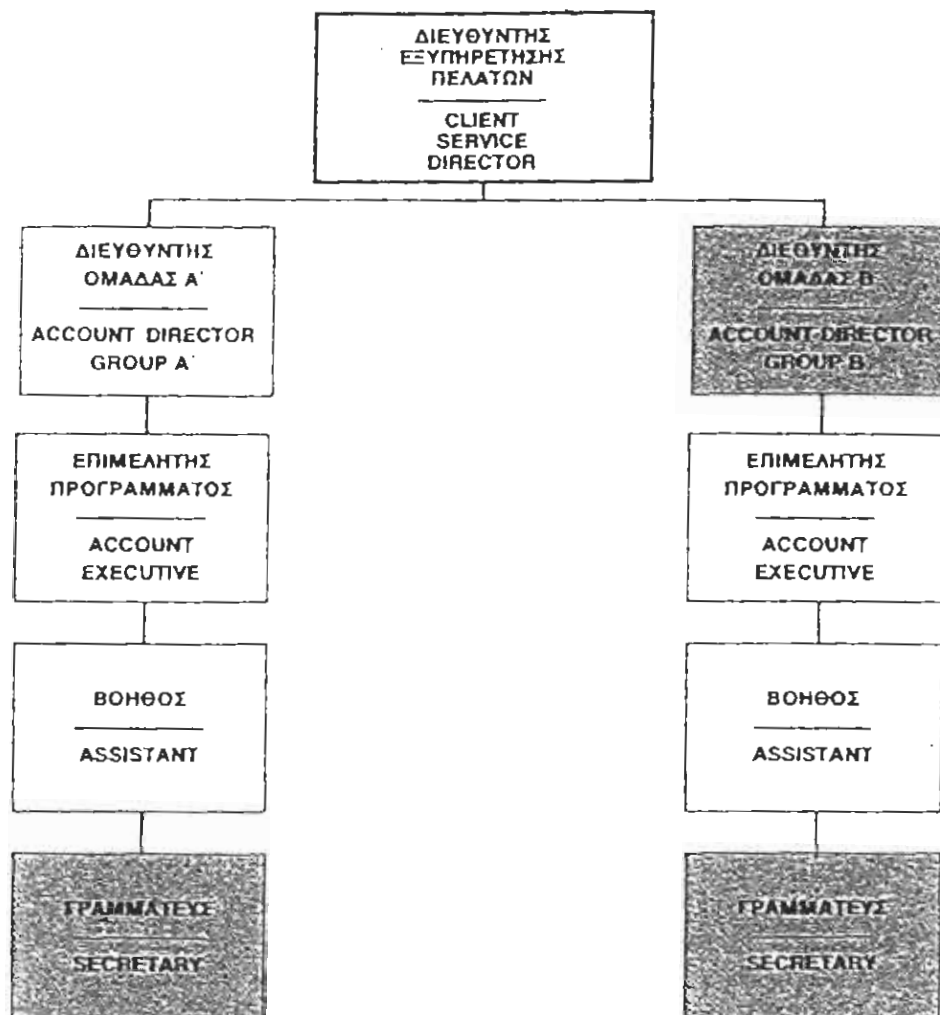 ΔΙΕΥΘΥΝΤΗΣ
ΕΞΥΠΗΡΕΤΗΣΗΣ
ΠΕΛΑΤΩΝ
CLIENT
SERVICE
DIRECTOR
ΔΙΕΥΘΥΝΤΗΣ
ΟΜΑΔΑΣ Α΄
ACCOUNT DIRECTOR
GROUP A΄
ΔΙΕΘΥΝΤΗΣ
ΟΜΑΔΑΣ Β
ACCOUNT DIRECTOR
GROUP B
ΕΠΙΜΕΛΗΤΗΣ
ΠΡΟΓΡΑΜΜΑΤΟΣ
ACCOUNT
EXECUTIVE
ΕΠΙΜΕΛΗΤΗΣ
ΠΡΟΓΡΑΜΜΑΤΟΣ
ACCOUNT
EXECUTIVE
ΒΟΗΘΟΣ
ASSISTANT
ΒΟΗΘΟΣ
ASSISTANT
ΓΡΑΜΜΑΤΕΥΣ
SECRETARY
ΓΡΑΜΜΑΤΕΥΣ
SECRETARY